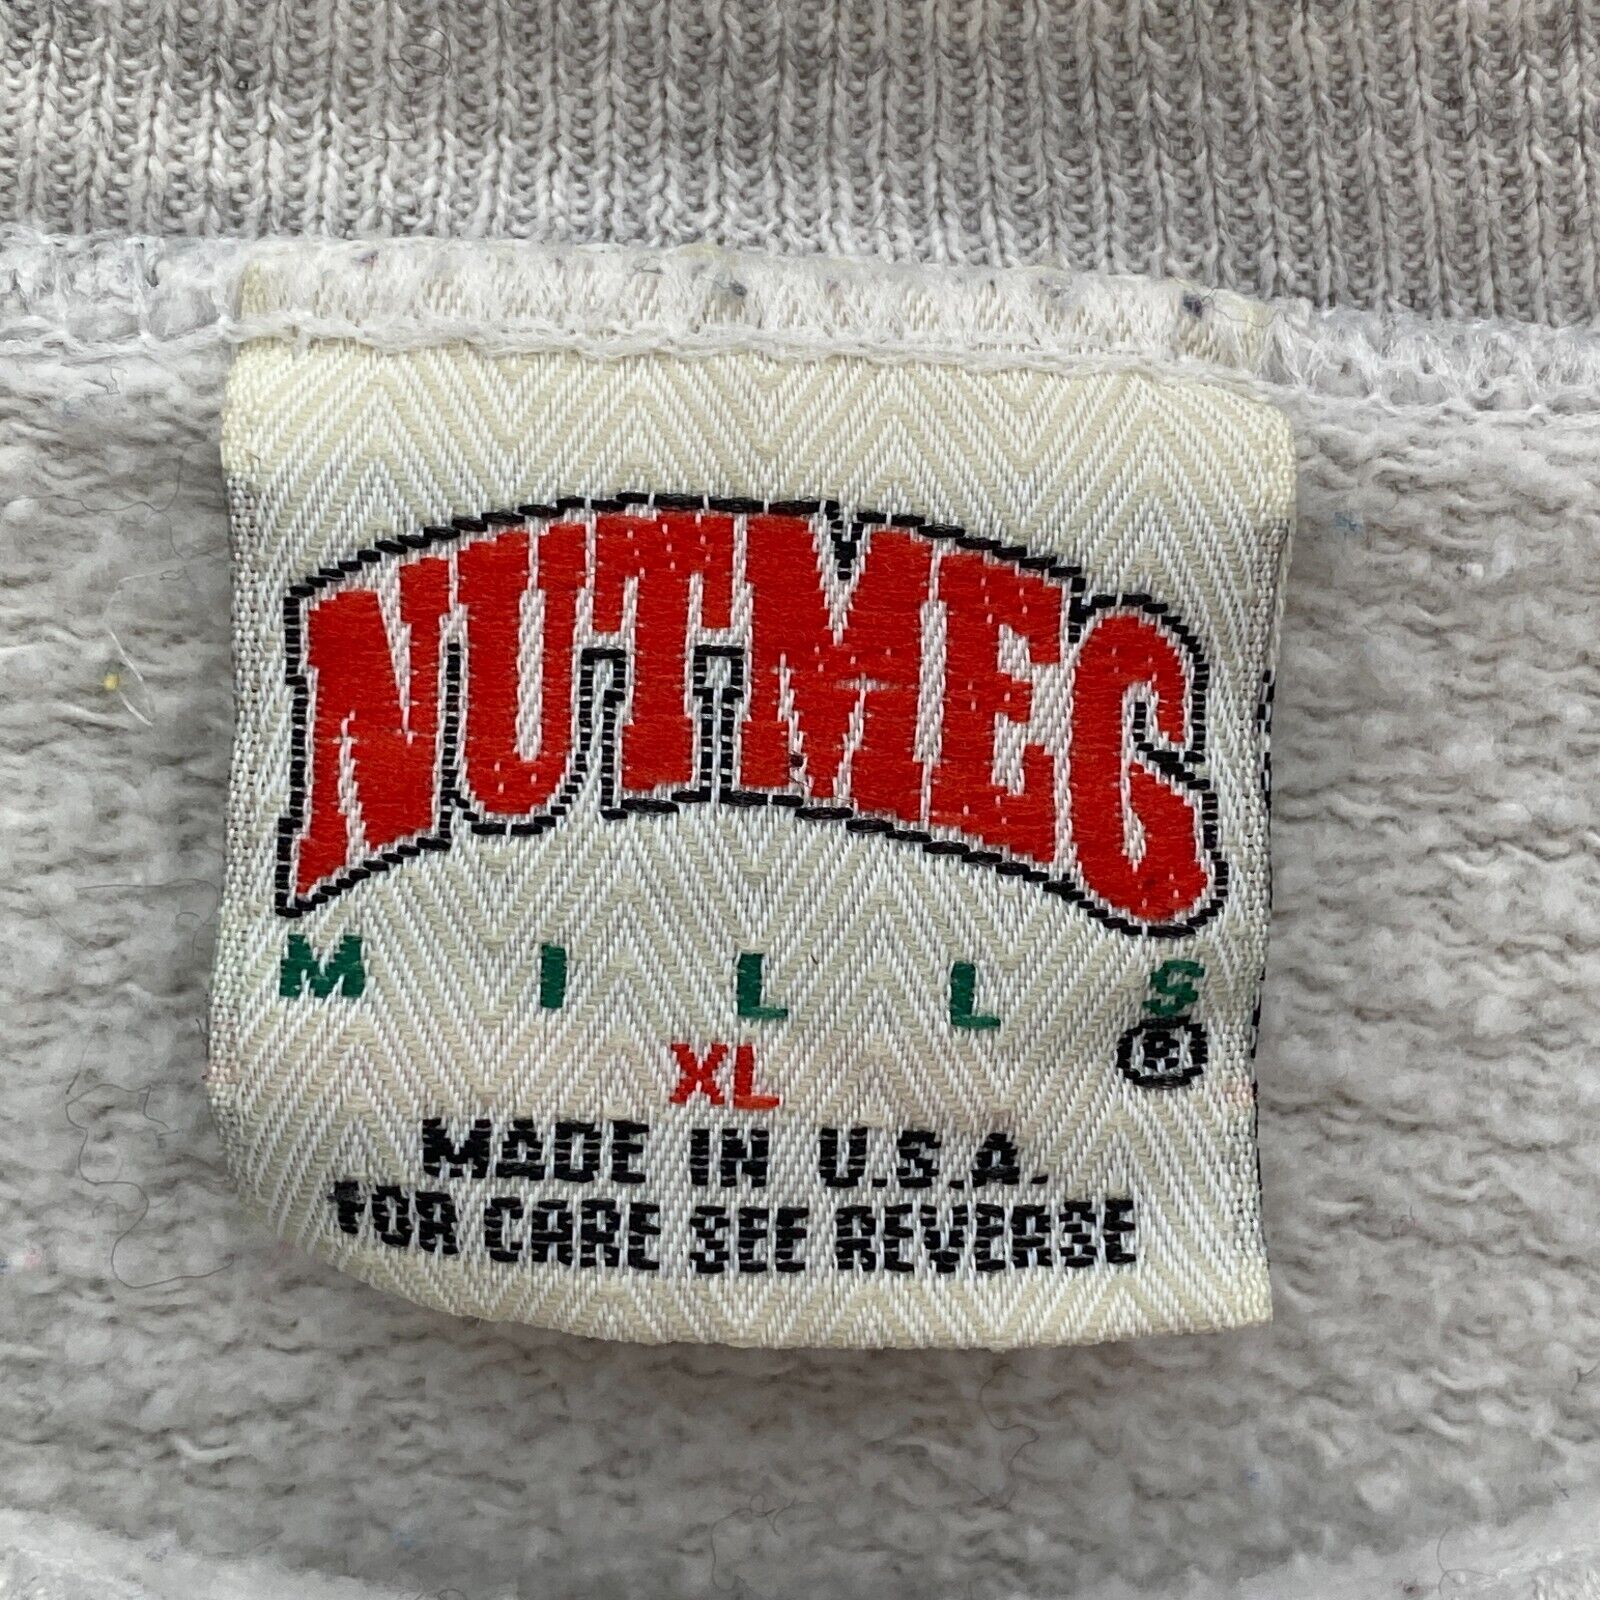 NUTMEG
MILLS
®
XL
MADE IN U.S.A.
FOR CARE SEE REVERSE